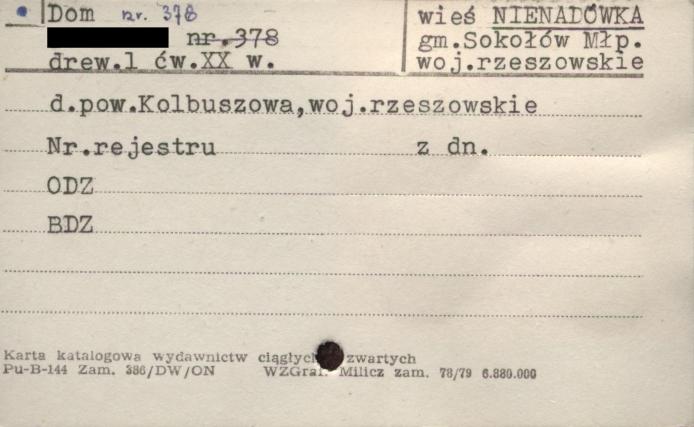 Dom nr. 378
nr.378
drew.1 ćw.XX w.
wieś NIENADÓWKA
gm.Sokołów Młp.
woj.rzeszowskie
d.pow.Kolbuszowa,woj.rzeszowskie
Nr.rejestru z dn.
ODZ
BDZ
Karta katalogowa wydawnictw ciągłych zwartych
Pu-B-144 Zam. 386/DW/ON WZGraf. Milicz zam. 78/79 6.880.000